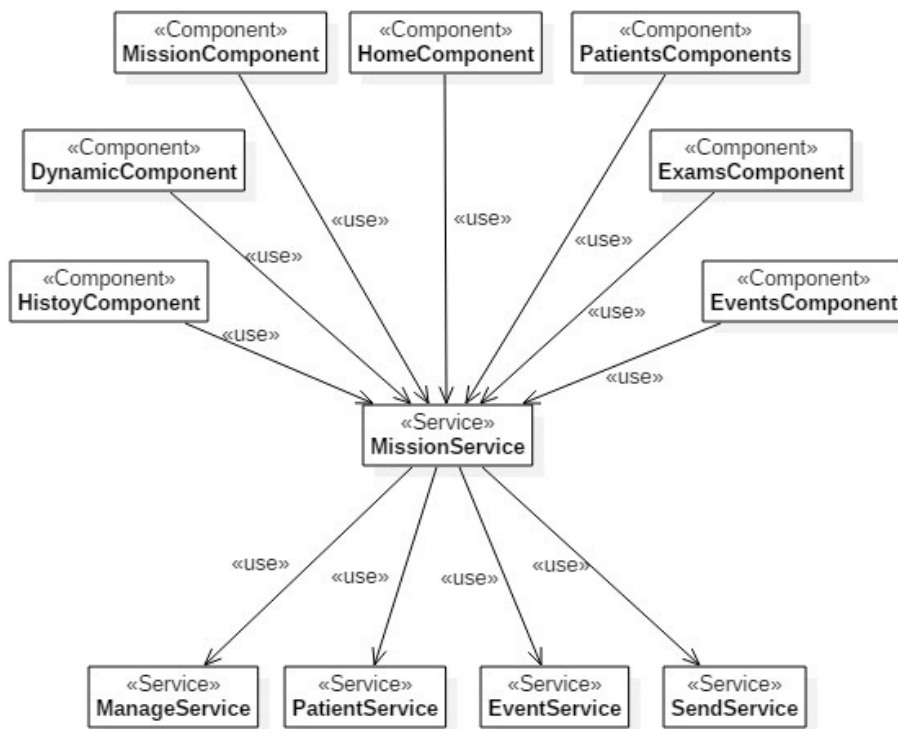 «Component»
MissionComponent
«Component»
HomeComponent
«Component»
PatientsComponents
«Component»
DynamicComponent
«Component»
ExamsComponent
«use»
«use»
«use»
«use»
«Component»
HistoyComponent
«Component»
EventsComponent
«use»
«use»
«use»
«Service»
MissionService
«use»
«use»
«use»
«use»
«Service»
ManageService
«Service»
PatientService
«Service»
EventService
«Service»
SendService